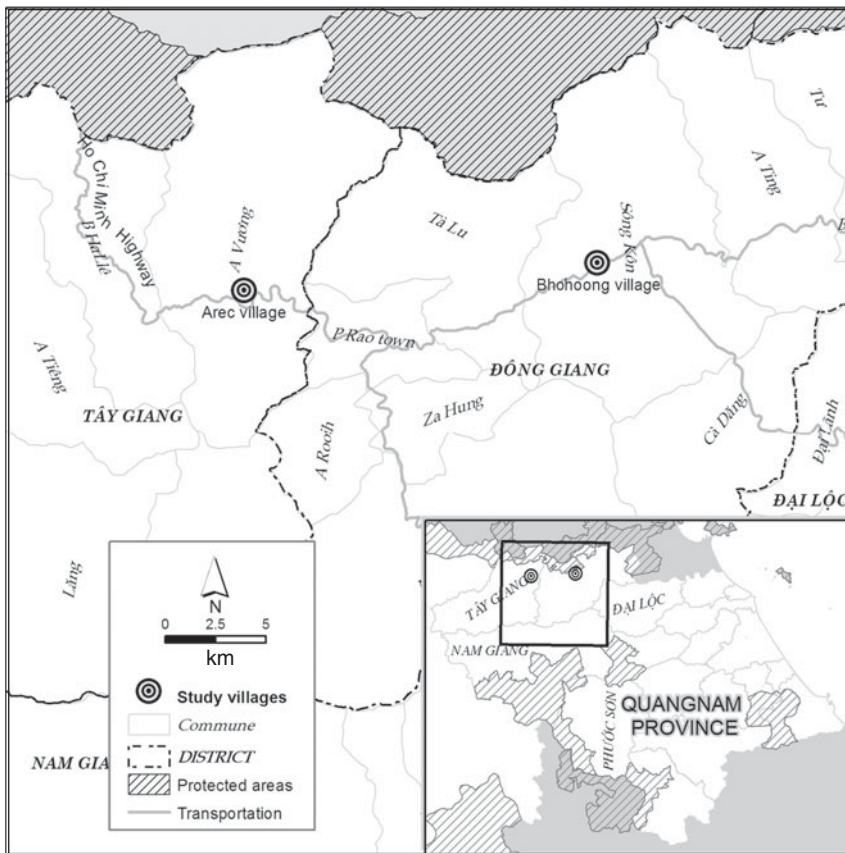 Tư
A Ting
Ho Chi Minh Highway
Sông Kôn
Tà Lu
A Vương
B Ha Liê
Bhohoong village
Arec village
P Rao town
A Tiêng
ĐÔNG GIANG
TÂY GIANG
Za Hung
Cà Dăng
A Rooih
Đại Lãnh
ĐẠI LỘC
Lăng
N
0 2.5 5
km
Study villages
Commune
DISTRICT
Protected areas
Transportation
NAM GIA
TÂY GIANG
ĐẠI LỘC
NAM GIANG
PHƯỚC SƠN
QUANGNAM
PROVINCE